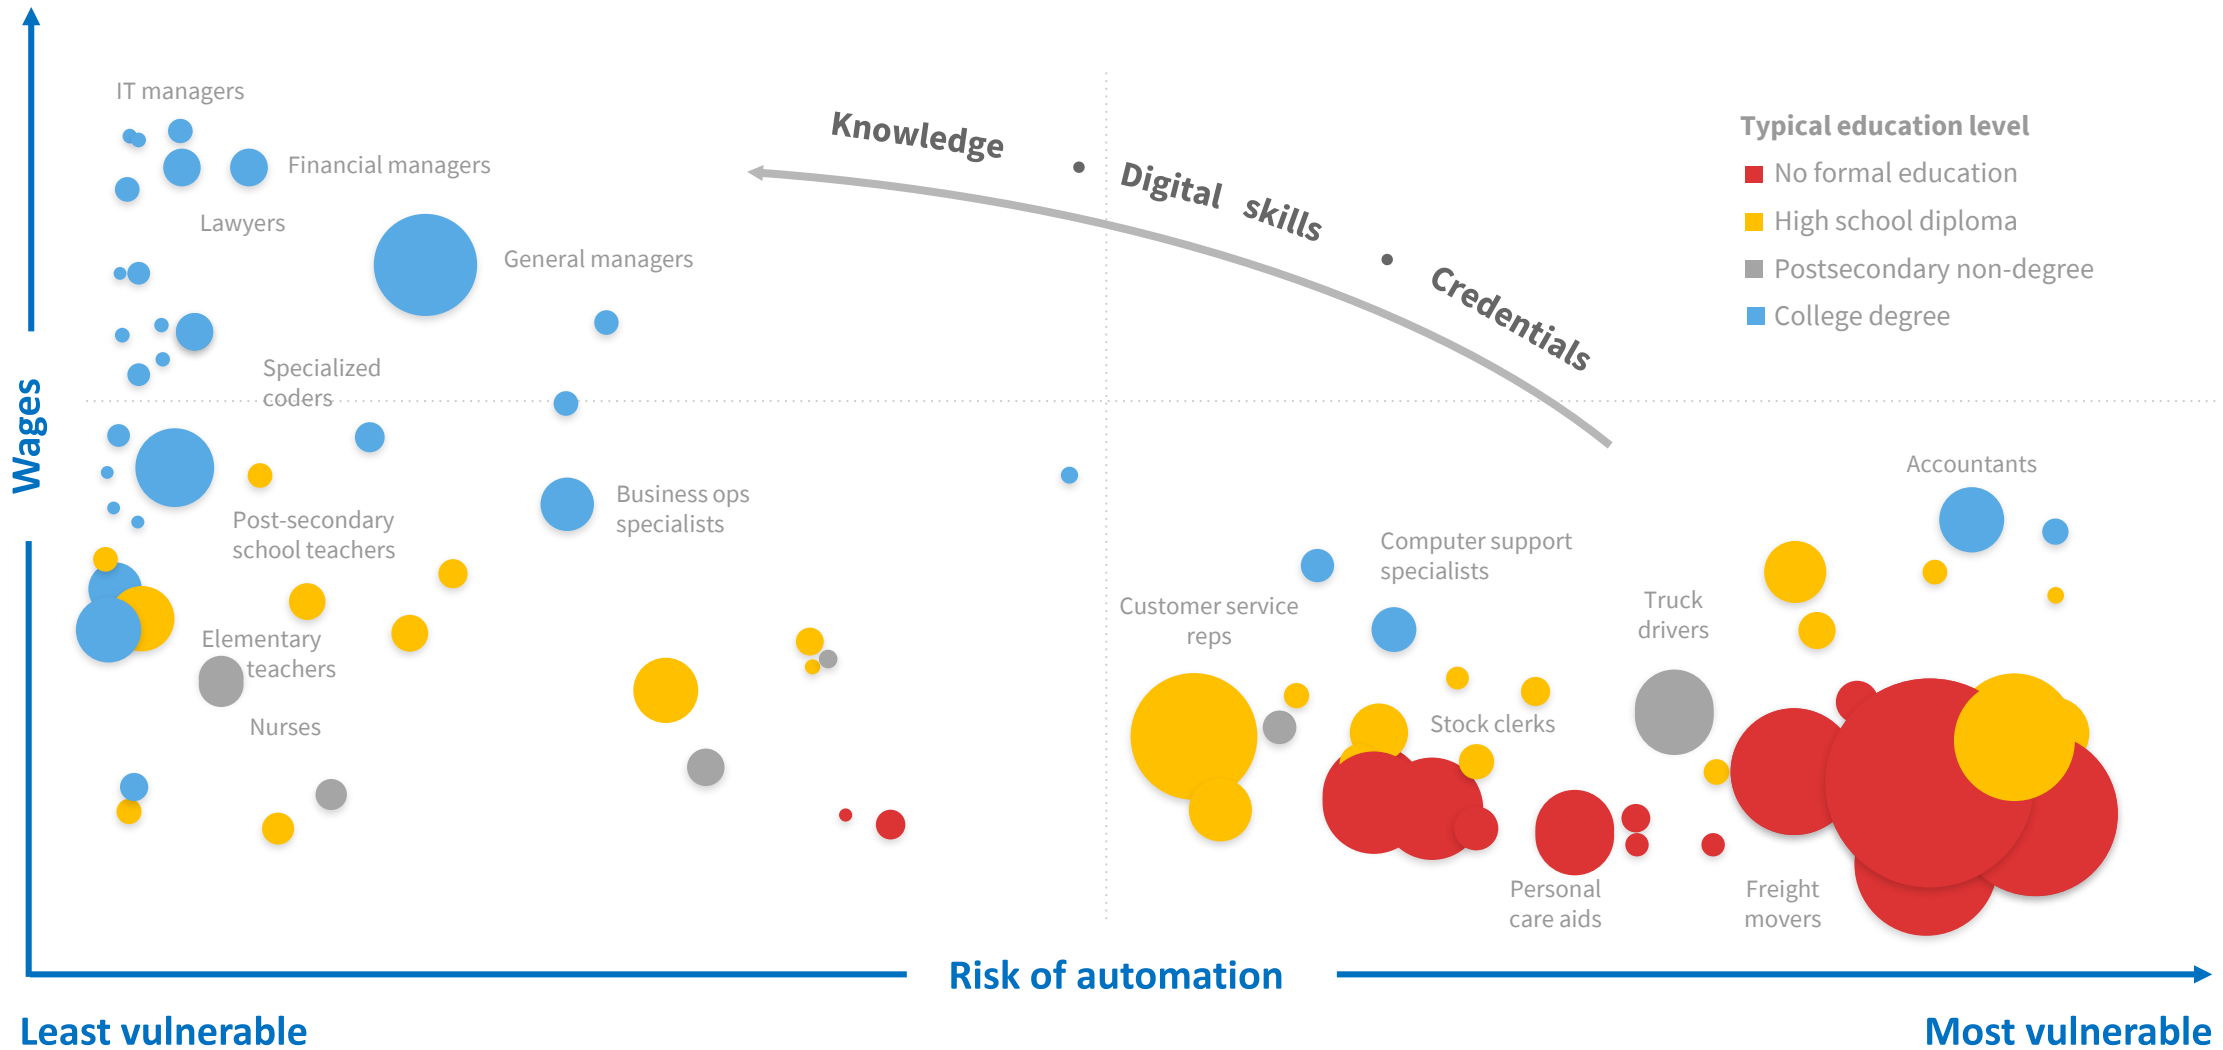 IT managers
Financial managers
Lawyers
General managers
Specialized
coders
Knowledge • Digital skills • Credentials
Typical education level
No formal education
High school diploma
Postsecondary non-degree
College degree
Wages
Business ops
specialists
Post-secondary
school teachers
Accountants
Computer support
specialists
Customer service
reps
Truck
drivers
Elementary
teachers
Nurses
Stock clerks
Personal
care aids
Freight
movers
Risk of automation
Least vulnerable
Most vulnerable